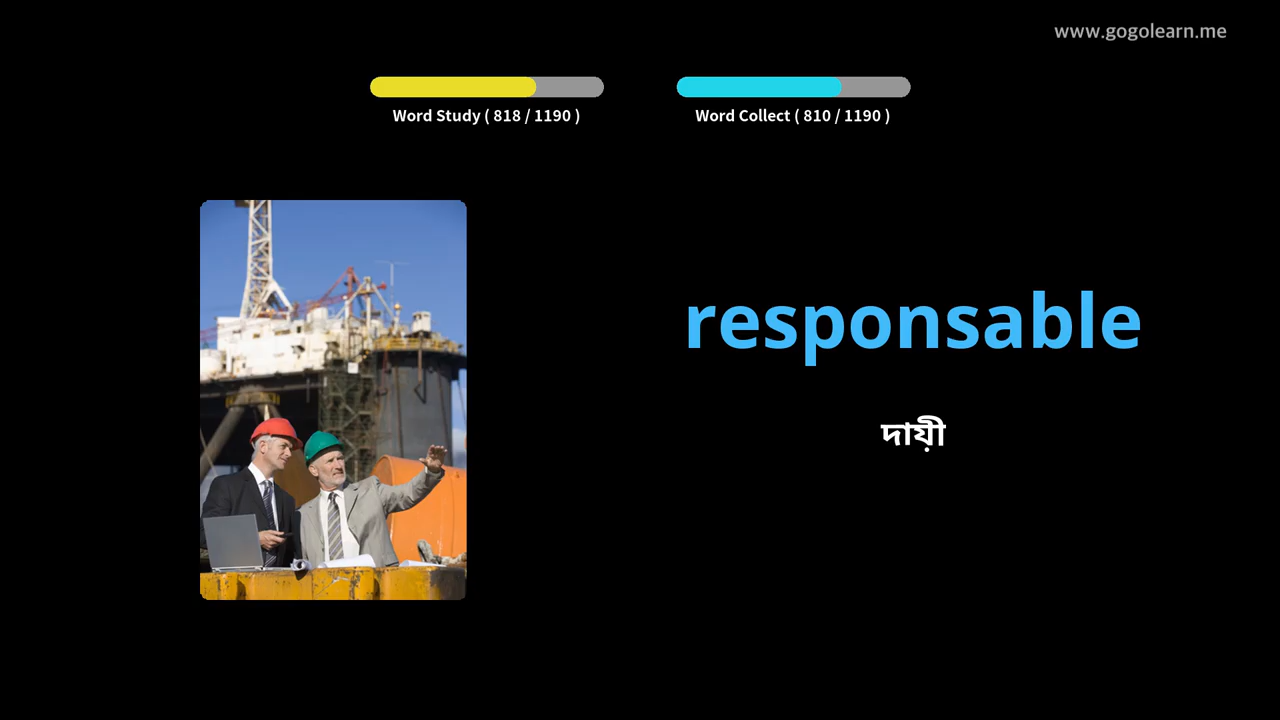 www.gogolearn.me
Word Study ( 818 / 1190 )
Word Collect ( 810 / 1190 )
responsable
দায়ী